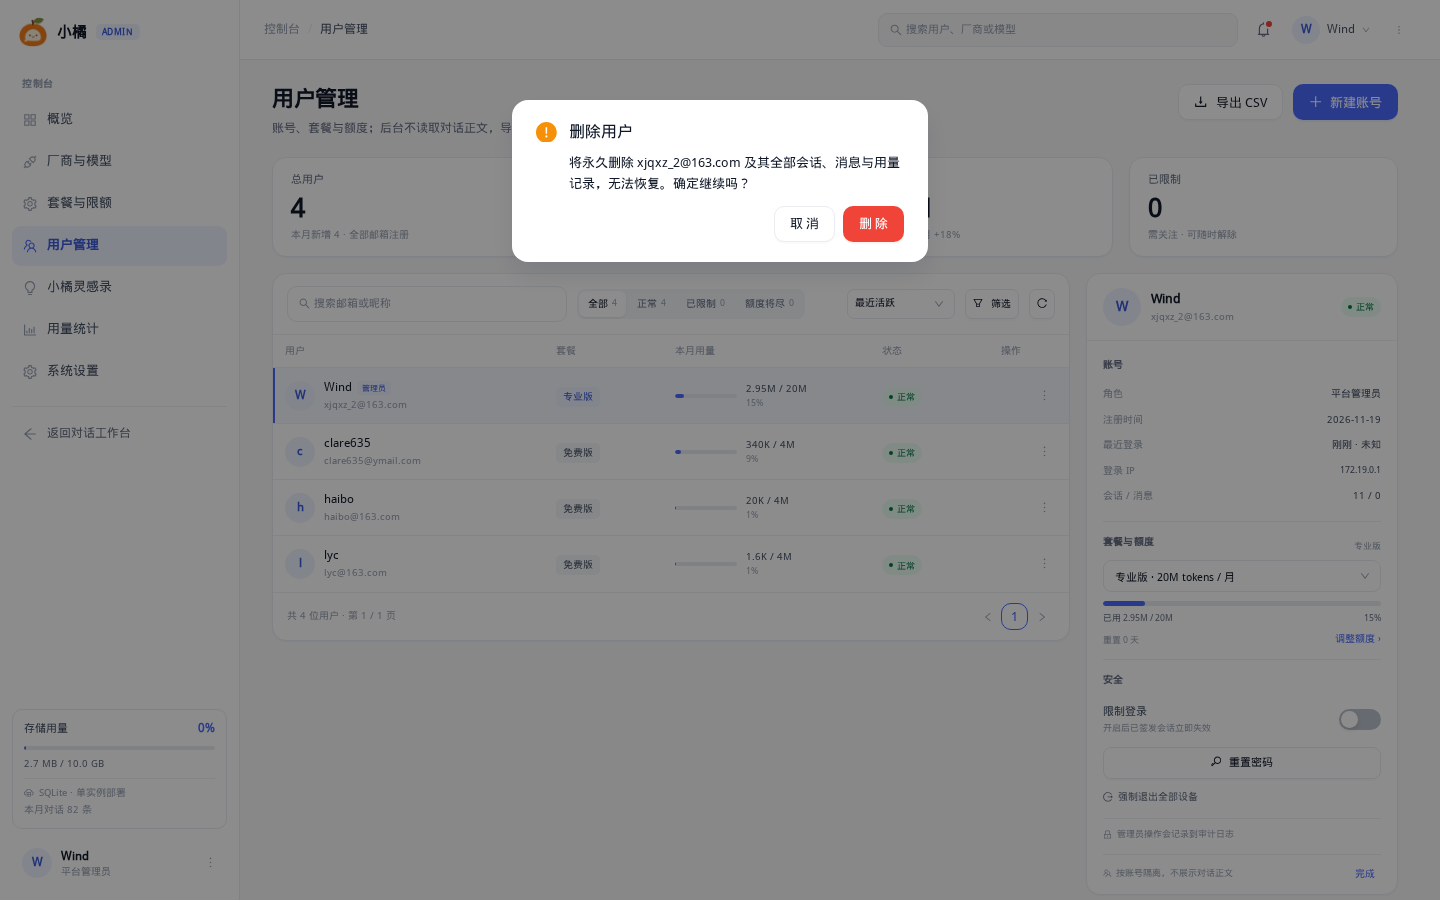 小橘 ADMIN
控制台
概览
厂商与模型
套餐与限额
用户管理
小橘灵感录
用量统计
系统设置
返回对话工作台
存储用量 0%
2.7 MB / 10.0 GB
SQLite · 单实例部署
本月对话 82 条
W Wind
平台管理员
控制台 / 用户管理
搜索用户、厂商或模型
W Wind
用户管理
账号、套餐与额度；后台不读取对话正文，导
导出 CSV
新建账号
删除用户
将永久删除 xjqxz_2@163.com 及其全部会话、消息与用量
记录，无法恢复。确定继续吗？
取 消
删 除
总用户
4
本月新增 4 · 全部邮箱注册
+18%
已限制
0
需关注 · 可随时解除
搜索邮箱或昵称
全部 4 正常 4 已限制 0 额度将尽 0
最近活跃
筛选
用户 套餐 本月用量 状态 操作
W Wind 管理员
xjqxz_2@163.com
专业版
2.95M / 20M
15%
正常
c clare635
clare635@ymail.com
免费版
340K / 4M
9%
正常
h haibo
haibo@163.com
免费版
20K / 4M
1%
正常
l lyc
lyc@163.com
免费版
1.6K / 4M
1%
正常
共 4 位用户 · 第 1 / 1 页
1
W Wind
xjqxz_2@163.com
正常
账号
角色 平台管理员
注册时间 2026-11-19
最近登录 刚刚 · 未知
登录 IP 172.19.0.1
会话 / 消息 11 / 0
套餐与额度 专业版
专业版 · 20M tokens / 月
已用 2.95M / 20M 15%
重置 0 天 调整额度 ›
安全
限制登录
开启后已签发会话立即失效
重置密码
强制退出全部设备
管理员操作会记录到审计日志
按账号隔离，不展示对话正文 完成